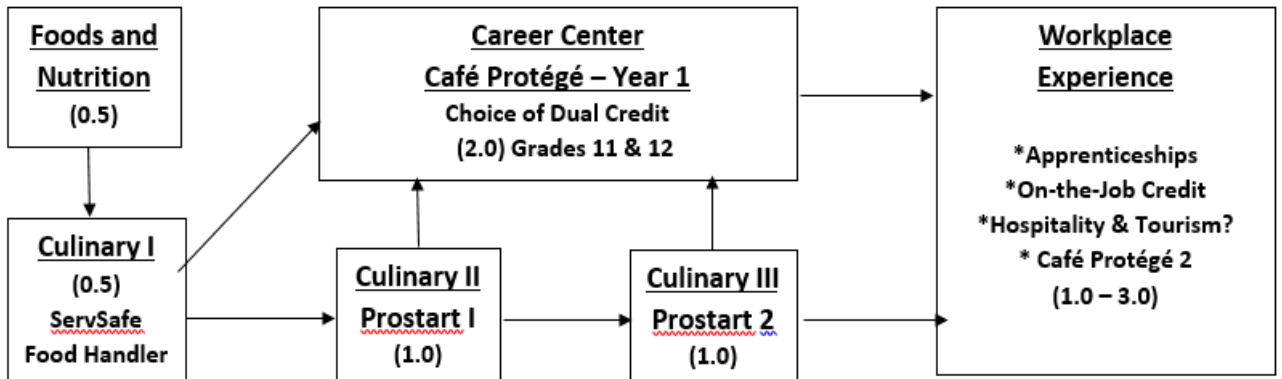 Foods and
Nutrition
(0.5)
Career Center
Café Protégé – Year 1
Choice of Dual Credit
(2.0) Grades 11 & 12
Workplace
Experience
*Apprenticeships
*On-the-Job Credit
*Hospitality & Tourism?
* Café Protégé 2
(1.0 – 3.0)
Culinary I
(0.5)
ServSafe
Food Handler
Culinary II
Prostart I
(1.0)
Culinary III
Prostart 2
(1.0)